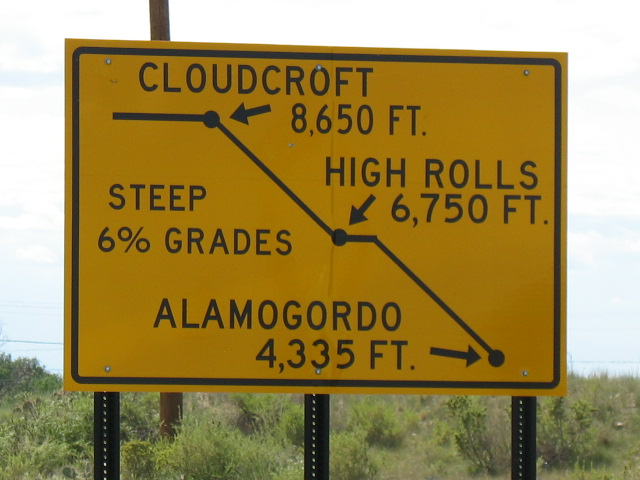 CLOUDCROFT
8,650 FT.
HIGH ROLLS
6,750 FT.
STEEP
6% GRADES
ALAMOGORDO
4,335 FT.